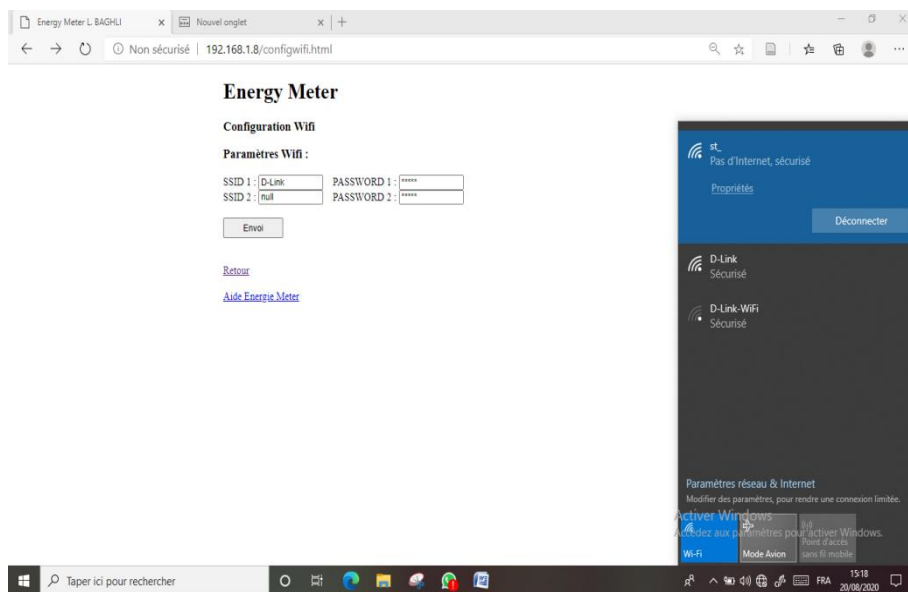 Energy Meter L. BAGHLI
Nouvel onglet
Non sécurisé | 192.168.1.8/configwifi.html
Energy Meter
Configuration Wifi
Paramètres Wifi :
SSID 1 : D-Link PASSWORD 1 : *****
SSID 2 : null PASSWORD 2 : *****
Envoi
Retour
Aide Energie Meter
st_
Pas d'Internet, sécurisé
Propriétés
Déconnecter
D-Link
Sécurisé
D-Link-WiFi
Sécurisé
Paramètres réseau & Internet
Modifier des paramètres, pour rendre une connexion limitée.
Activer Windows
Accédez aux paramètres pour activer Windows.
Wi-Fi
Mode Avion
Point d'accès
sans fil mobile
Taper ici pour rechercher
FRA
15:18
20/08/2020